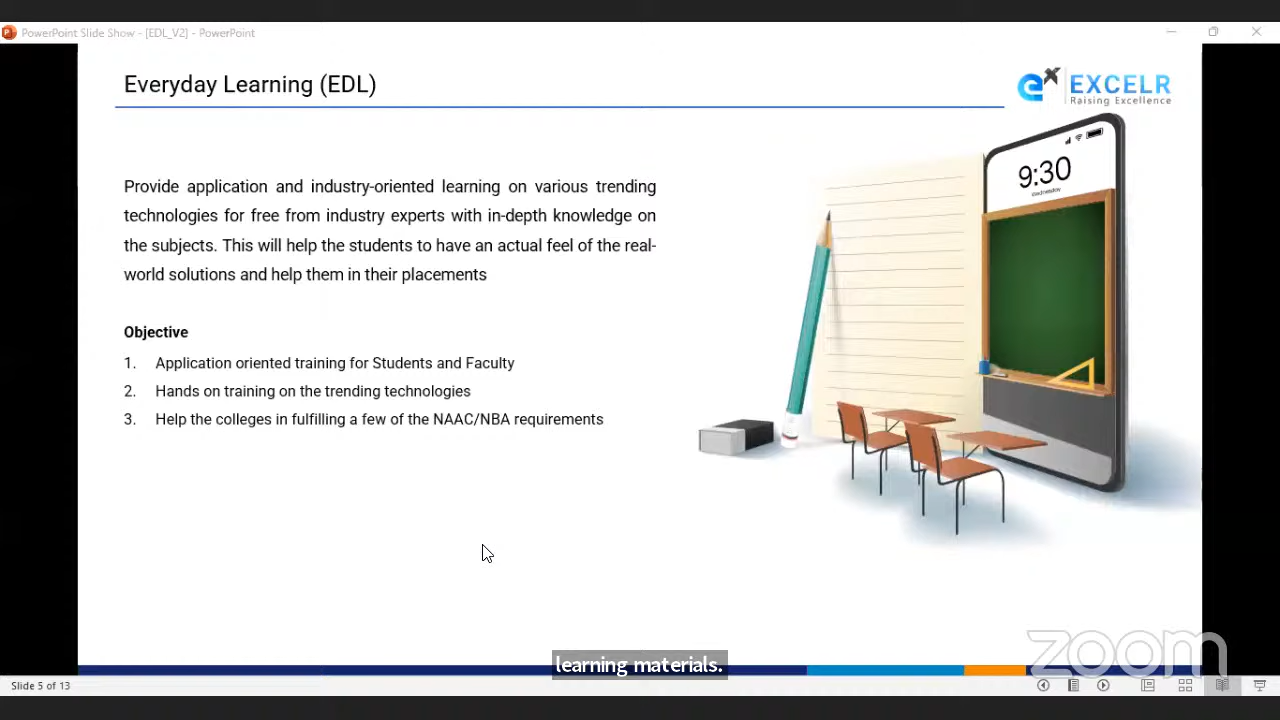 PowerPoint Slide Show - [EDL_V2] - PowerPoint
Everyday Learning (EDL)
EXCELR
Raising Excellence
9:30
Wednesday
Provide application and industry-oriented learning on various trending
technologies for free from industry experts with in-depth knowledge on
the subjects. This will help the students to have an actual feel of the real-
world solutions and help them in their placements
Objective
1. Application oriented training for Students and Faculty
2. Hands on training on the trending technologies
3. Help the colleges in fulfilling a few of the NAAC/NBA requirements
zoom
learning materials.
Slide 5 of 13